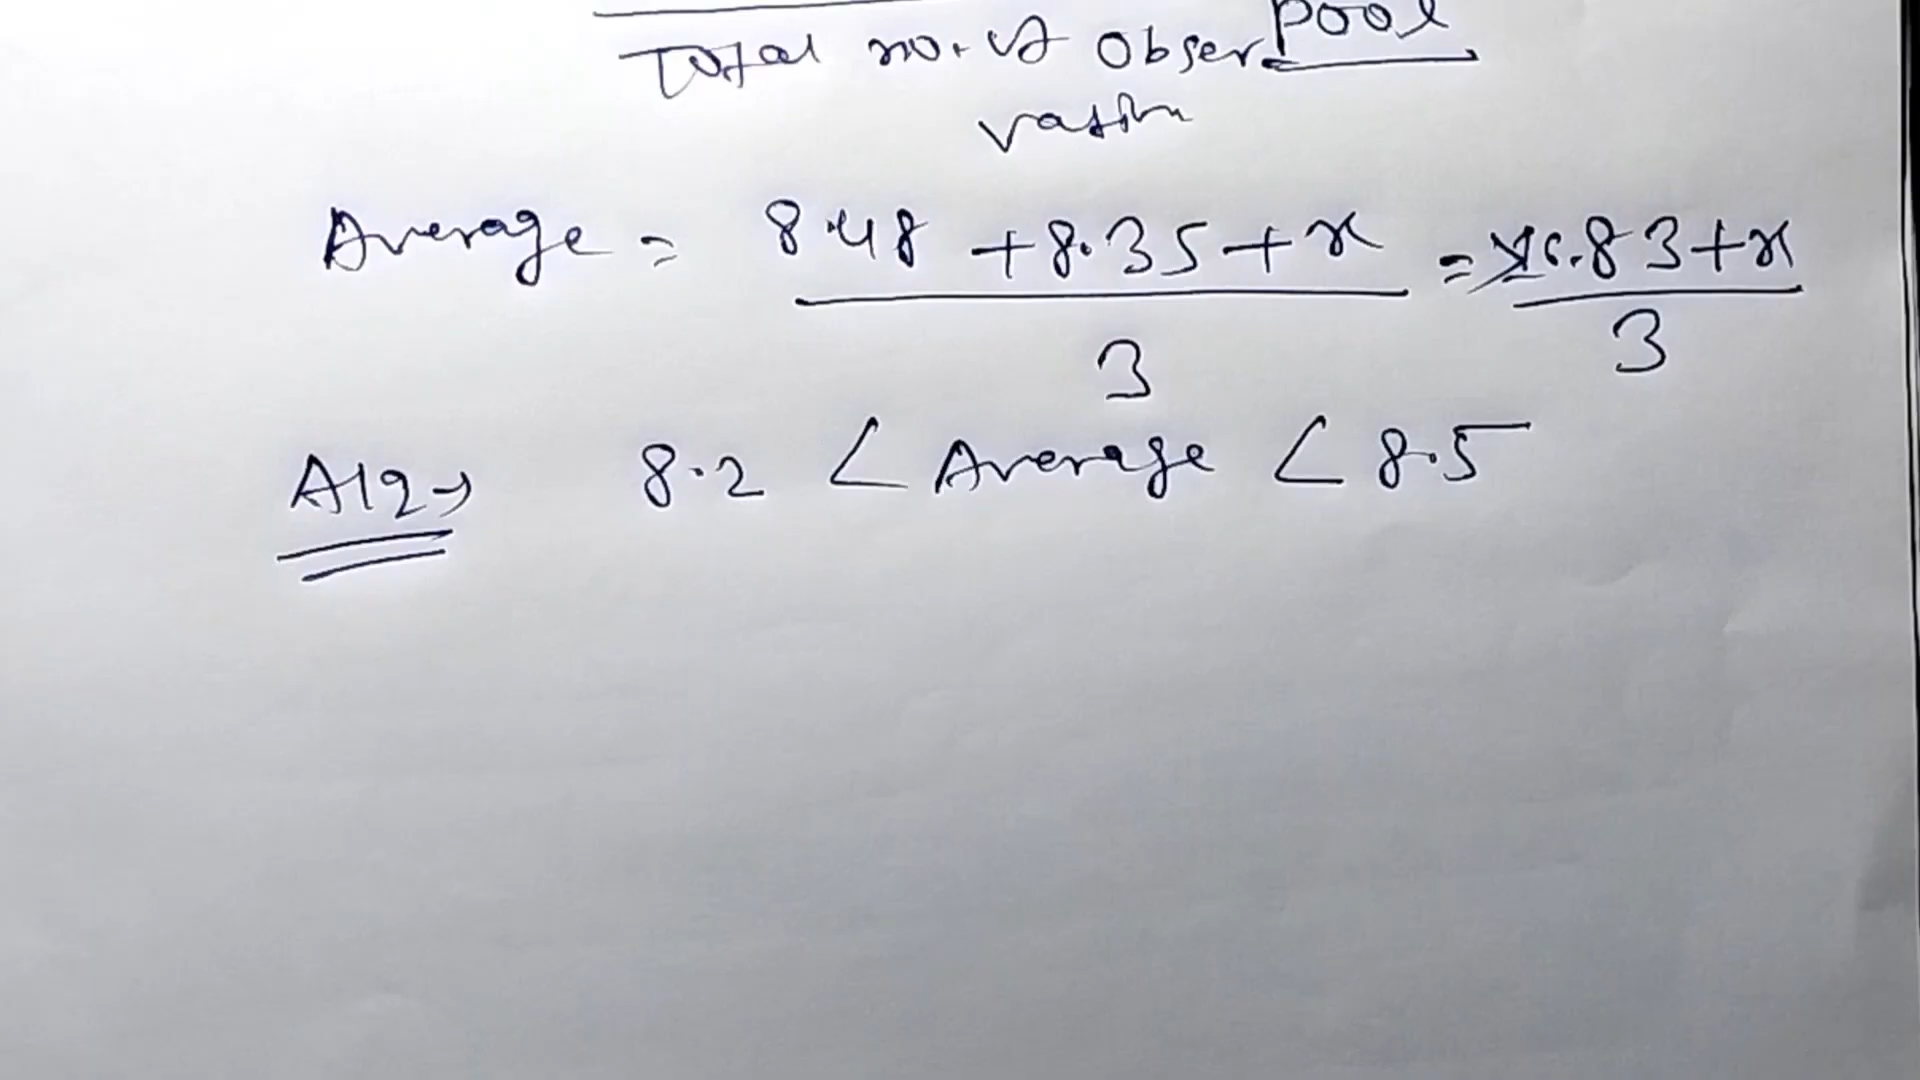 Total no. of Obser Pool
vation
Average = 8.48 + 8.35 + x = 16.83 + x
3 3
A/q→ 8.2 < Average < 8.5